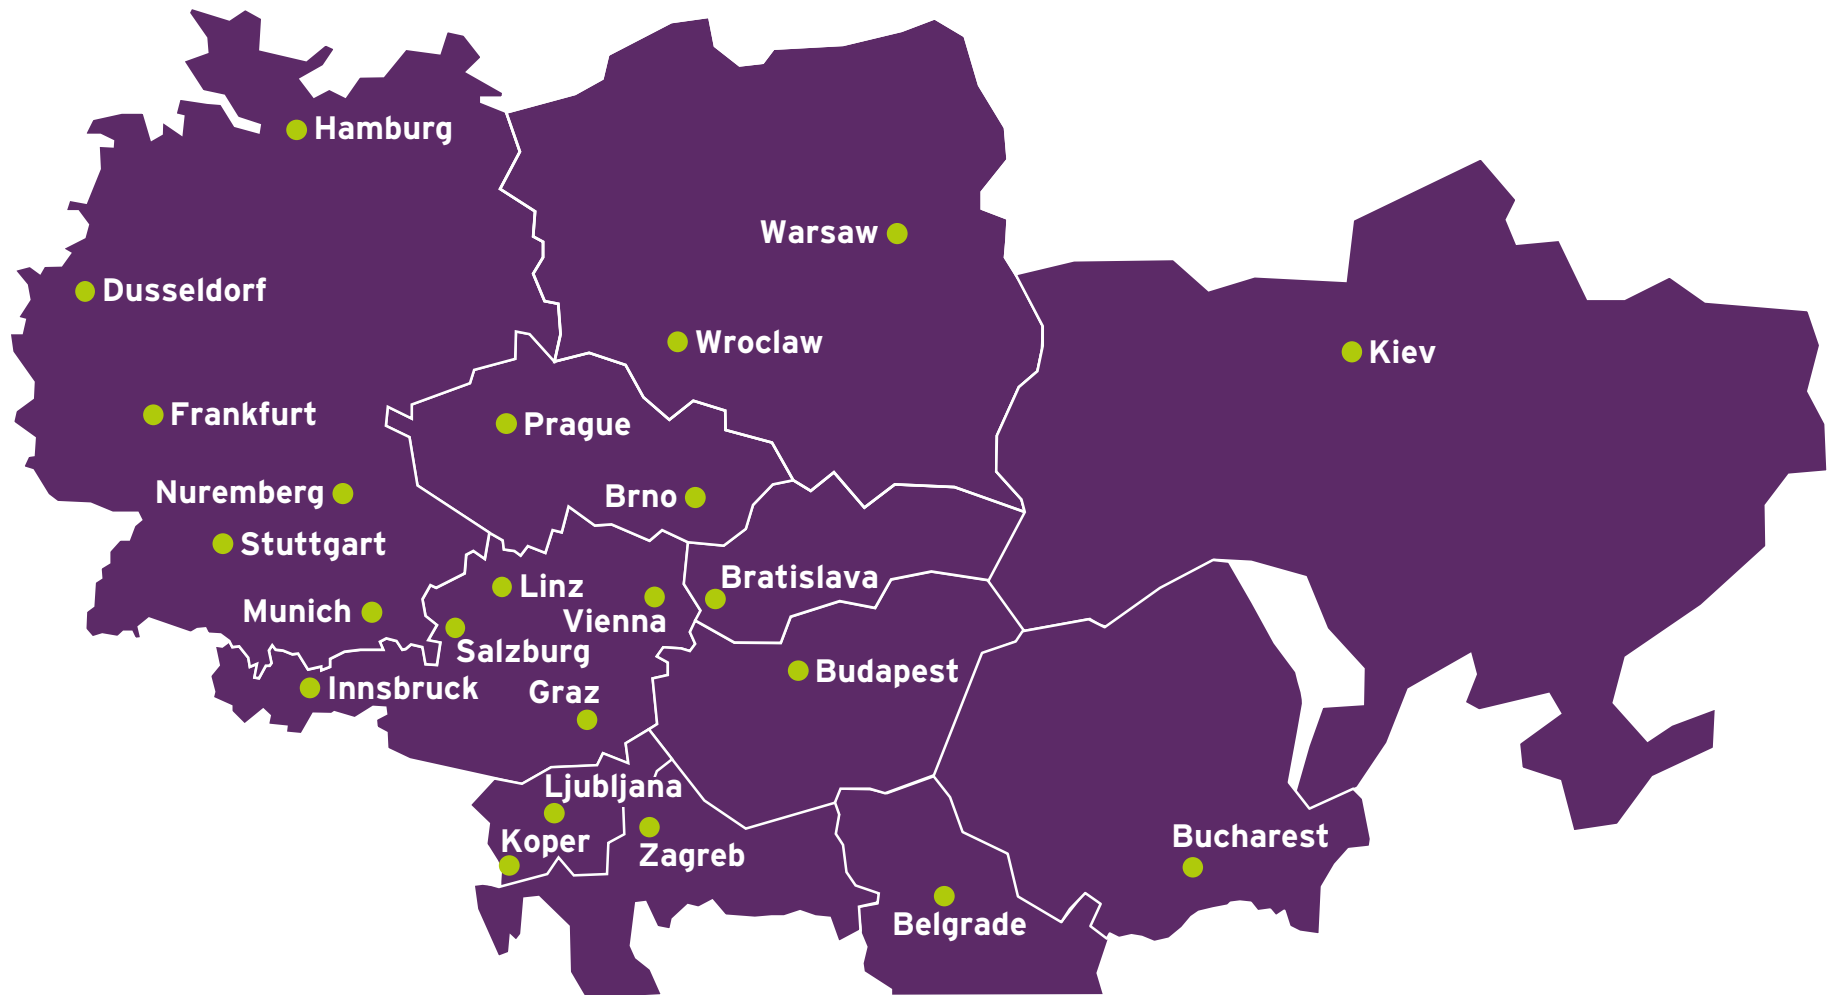 Hamburg
Warsaw
Dusseldorf
Wroclaw
Kiev
Frankfurt
Prague
Nuremberg
Brno
Stuttgart
Bratislava
Linz
Munich
Vienna
Salzburg
Budapest
Innsbruck
Graz
Ljubljana
Bucharest
Koper
Zagreb
Belgrade